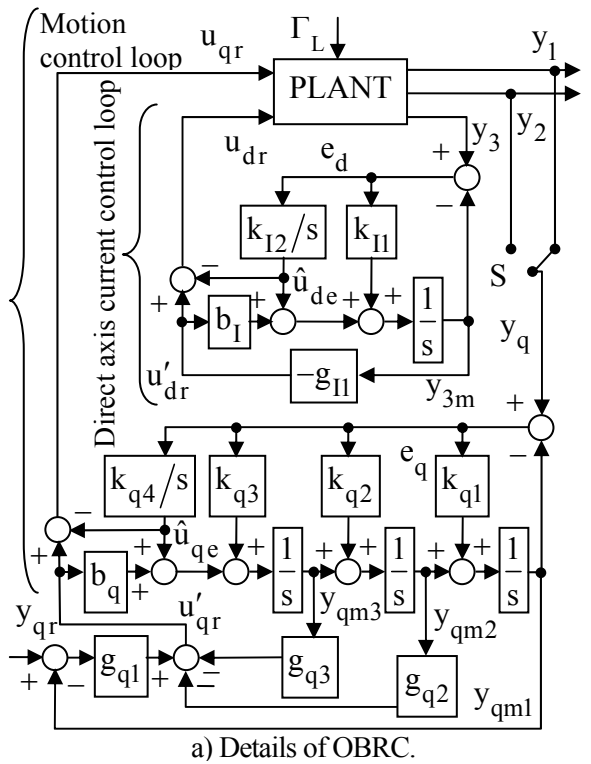 Motion
control loop
u_qr
Γ_L
y_1
PLANT
y_2
Direct axis current control loop
u_dr
e_d
y_3
+
−
k_I2/s
k_I1
S
−
+
û_de
+
+
+
b_I
1/s
y_q
u′_dr
−g_I1
y_3m
+
−
e_q
k_q4/s
k_q3
k_q2
k_q1
−
+
û_qe
+
+
b_q
+
1/s
+
+
1/s
+
+
1/s
y_qr
u′_qr
y_qm3
y_qm2
+
−
g_q1
+
−
−
g_q3
g_q2
y_qm1
a) Details of OBRC.